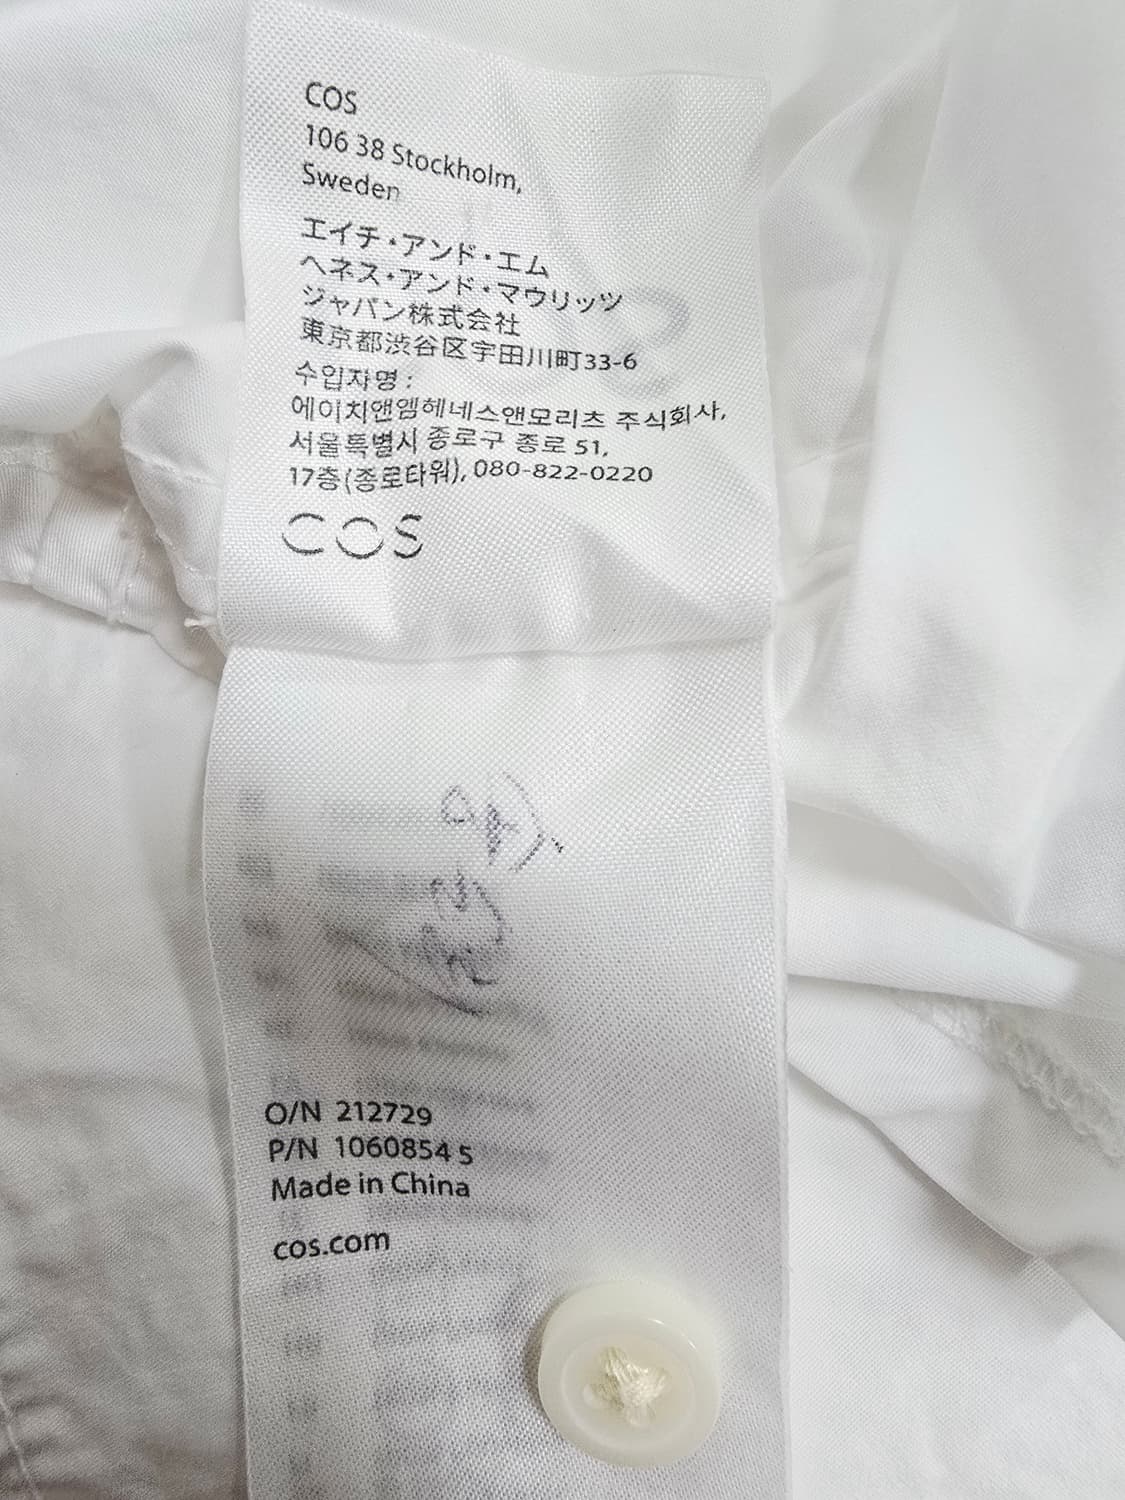 COS
106 38 Stockholm,
Sweden
エイチ・アンド・エム
ヘネス・アンド・マウリッツ
ジャパン株式会社
東京都渋谷区宇田川町33-6
수입자명 :
에이치앤엠헤네스앤모리츠 주식회사,
서울특별시 종로구 종로 51,
17층(종로타워), 080-822-0220
COS
O/N 212729
P/N 1060854 5
Made in China
cos.com